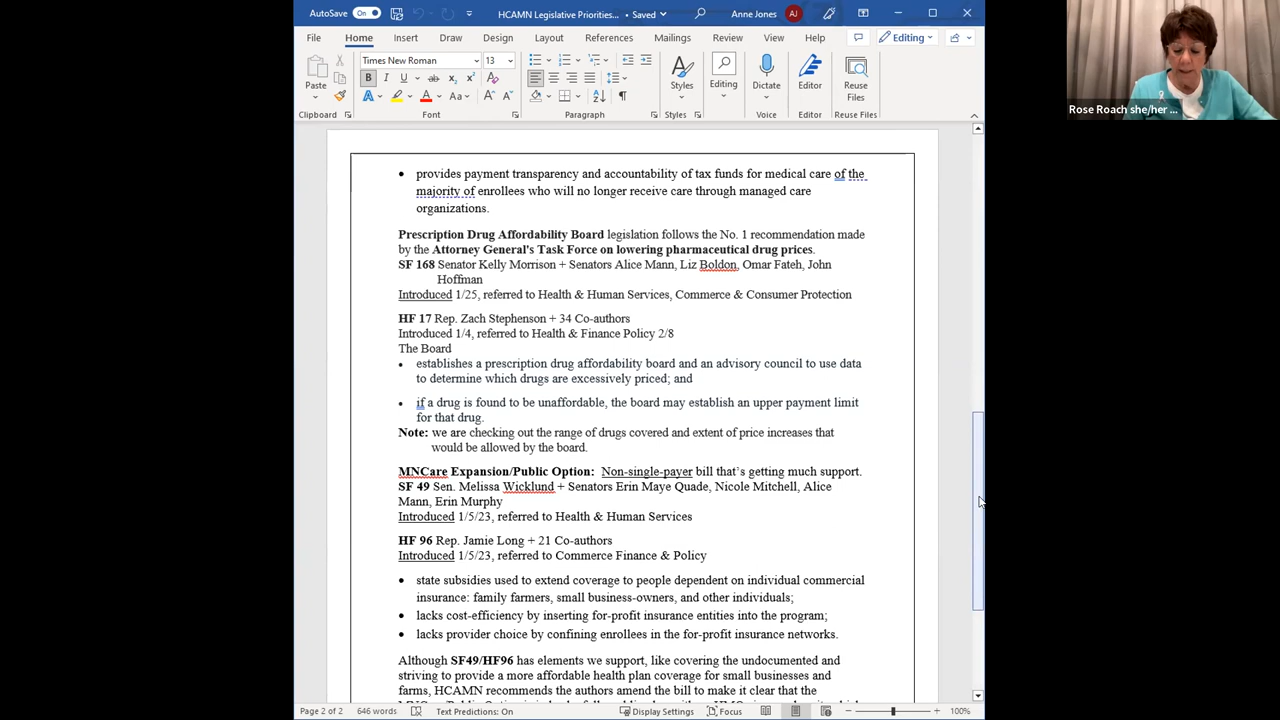 AutoSave On HCAMN Legislative Priorities... • Saved Anne Jones AJ
File Home Insert Draw Design Layout References Mailings Review View Help Editing
Times New Roman 13
Paste Styles Editing Dictate Editor Reuse Files
B I U ab x₂ x²
A Aa A A
Clipboard Font Paragraph Styles Voice Editor Reuse Files
Rose Roach she/her ...
• provides payment transparency and accountability of tax funds for medical care of the
majority of enrollees who will no longer receive care through managed care
organizations.
Prescription Drug Affordability Board legislation follows the No. 1 recommendation made
by the Attorney General's Task Force on lowering pharmaceutical drug prices.
SF 168 Senator Kelly Morrison + Senators Alice Mann, Liz Boldon, Omar Fateh, John
Hoffman
Introduced 1/25, referred to Health & Human Services, Commerce & Consumer Protection
HF 17 Rep. Zach Stephenson + 34 Co-authors
Introduced 1/4, referred to Health & Finance Policy 2/8
The Board
• establishes a prescription drug affordability board and an advisory council to use data
to determine which drugs are excessively priced; and
• if a drug is found to be unaffordable, the board may establish an upper payment limit
for that drug.
Note: we are checking out the range of drugs covered and extent of price increases that
would be allowed by the board.
MNCare Expansion/Public Option: Non-single-payer bill that's getting much support.
SF 49 Sen. Melissa Wicklund + Senators Erin Maye Quade, Nicole Mitchell, Alice
Mann, Erin Murphy
Introduced 1/5/23, referred to Health & Human Services
HF 96 Rep. Jamie Long + 21 Co-authors
Introduced 1/5/23, referred to Commerce Finance & Policy
• state subsidies used to extend coverage to people dependent on individual commercial
insurance: family farmers, small business-owners, and other individuals;
• lacks cost-efficiency by inserting for-profit insurance entities into the program;
• lacks provider choice by confining enrollees in the for-profit insurance networks.
Although SF49/HF96 has elements we support, like covering the undocumented and
striving to provide a more affordable health plan coverage for small businesses and
farms, HCAMN recommends the authors amend the bill to make it clear that the
Page 2 of 2 646 words Text Predictions: On Display Settings Focus 100%